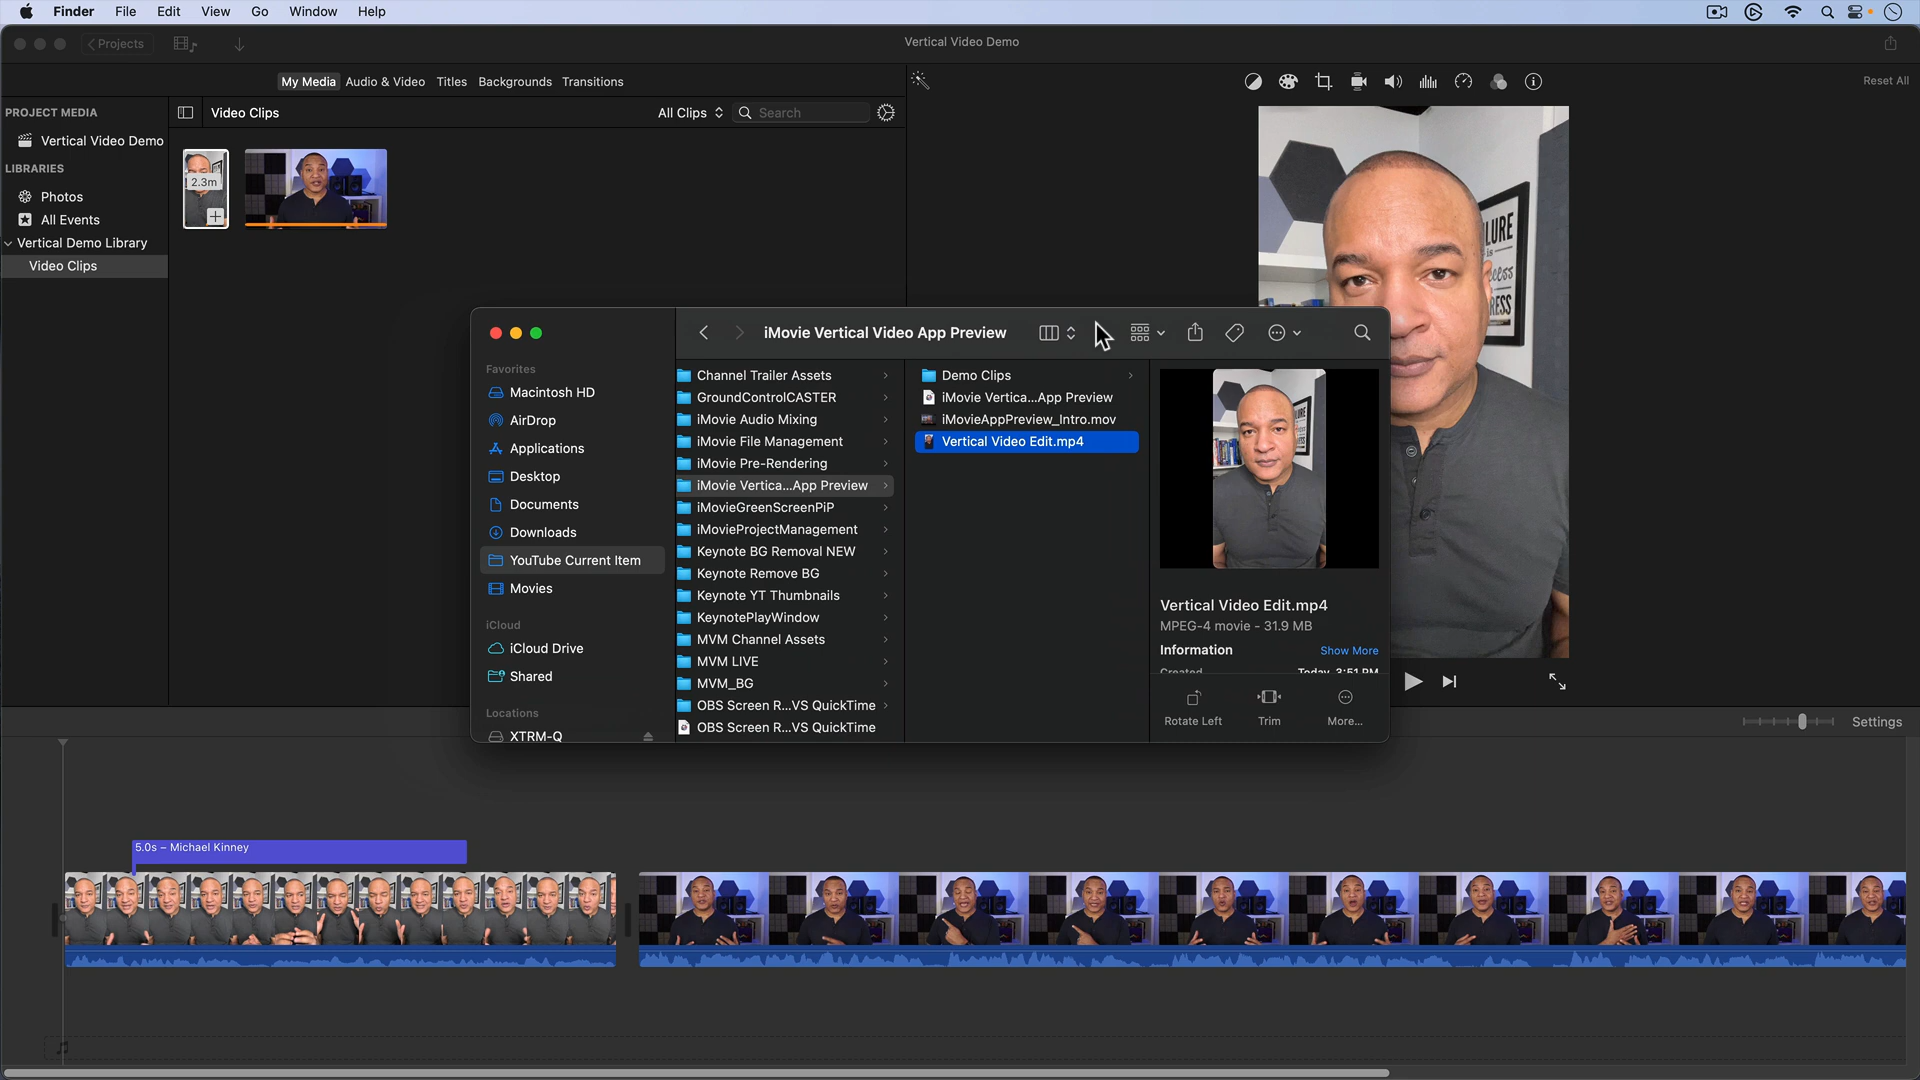 Finder File Edit View Go Window Help
Projects
Vertical Video Demo
My Media Audio & Video Titles Backgrounds Transitions
Reset All
PROJECT MEDIA
Vertical Video Demo
LIBRARIES
Photos
All Events
Vertical Demo Library
Video Clips
Video Clips
All Clips
Search
2.3m
iMovie Vertical Video App Preview
Favorites
Macintosh HD
AirDrop
Applications
Desktop
Documents
Downloads
YouTube Current Item
Movies
iCloud
iCloud Drive
Shared
Locations
XTRM-Q
Channel Trailer Assets
GroundControlCASTER
iMovie Audio Mixing
iMovie File Management
iMovie Pre-Rendering
iMovie Vertica...App Preview
iMovieGreenScreenPiP
iMovieProjectManagement
Keynote BG Removal NEW
Keynote Remove BG
Keynote YT Thumbnails
KeynotePlayWindow
MVM Channel Assets
MVM LIVE
MVM_BG
OBS Screen R...VS QuickTime
OBS Screen R...VS QuickTime
Demo Clips
iMovie Vertica...App Preview
iMovieAppPreview_Intro.mov
Vertical Video Edit.mp4
Vertical Video Edit.mp4
MPEG-4 movie - 31.9 MB
Information
Show More
Created
Today, 3:51 PM
Rotate Left
Trim
More...
Settings
5.0s – Michael Kinney